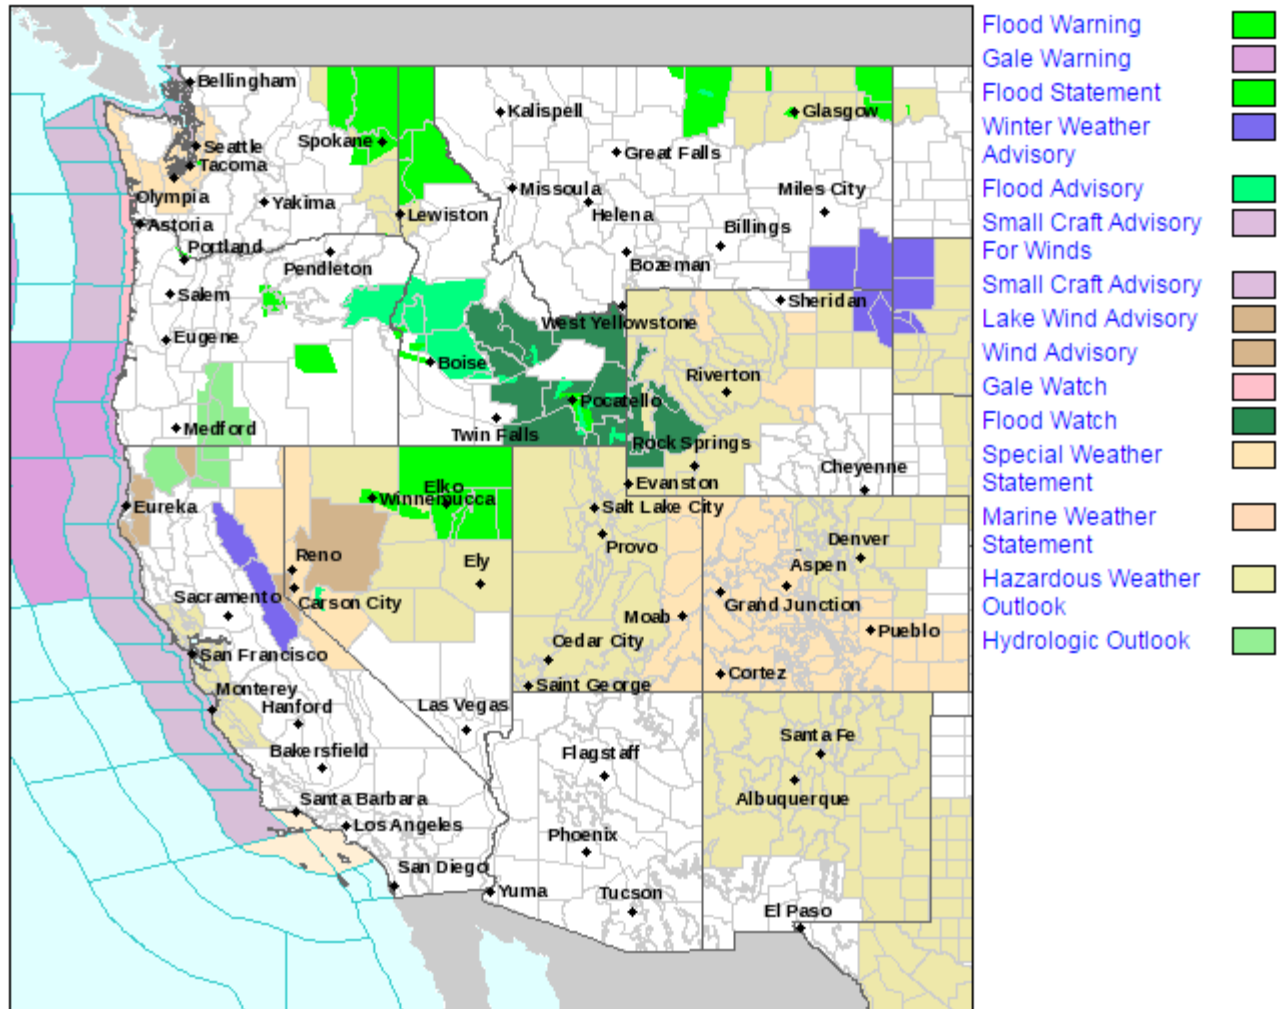 Flood Warning
Gale Warning
Flood Statement
Winter Weather
Advisory
Flood Advisory
Small Craft Advisory
For Winds
Small Craft Advisory
Lake Wind Advisory
Wind Advisory
Gale Watch
Flood Watch
Special Weather
Statement
Marine Weather
Statement
Hazardous Weather
Outlook
Hydrologic Outlook
Bellingham
Kalispell
Glasgow
Seattle
Spokane
Great Falls
Tacoma
Olympia
Missoula
Miles City
Yakima
Helena
Lewiston
Astoria
Billings
Portland
Pendleton
Bozeman
Salem
Sheridan
West Yellowstone
Eugene
Boise
Riverton
Pocatello
Medford
Twin Falls
Rock Springs
Cheyenne
Evanston
Elko
Winnemucca
Eureka
Salt Lake City
Provo
Denver
Reno
Ely
Aspen
Sacramento
Carson City
Grand Junction
Moab
Pueblo
Cedar City
San Francisco
Cortez
Saint George
Monterey
Hanford
Las Vegas
Santa Fe
Bakersfield
Flagstaff
Albuquerque
Santa Barbara
Los Angeles
Phoenix
San Diego
Yuma
Tucson
El Paso